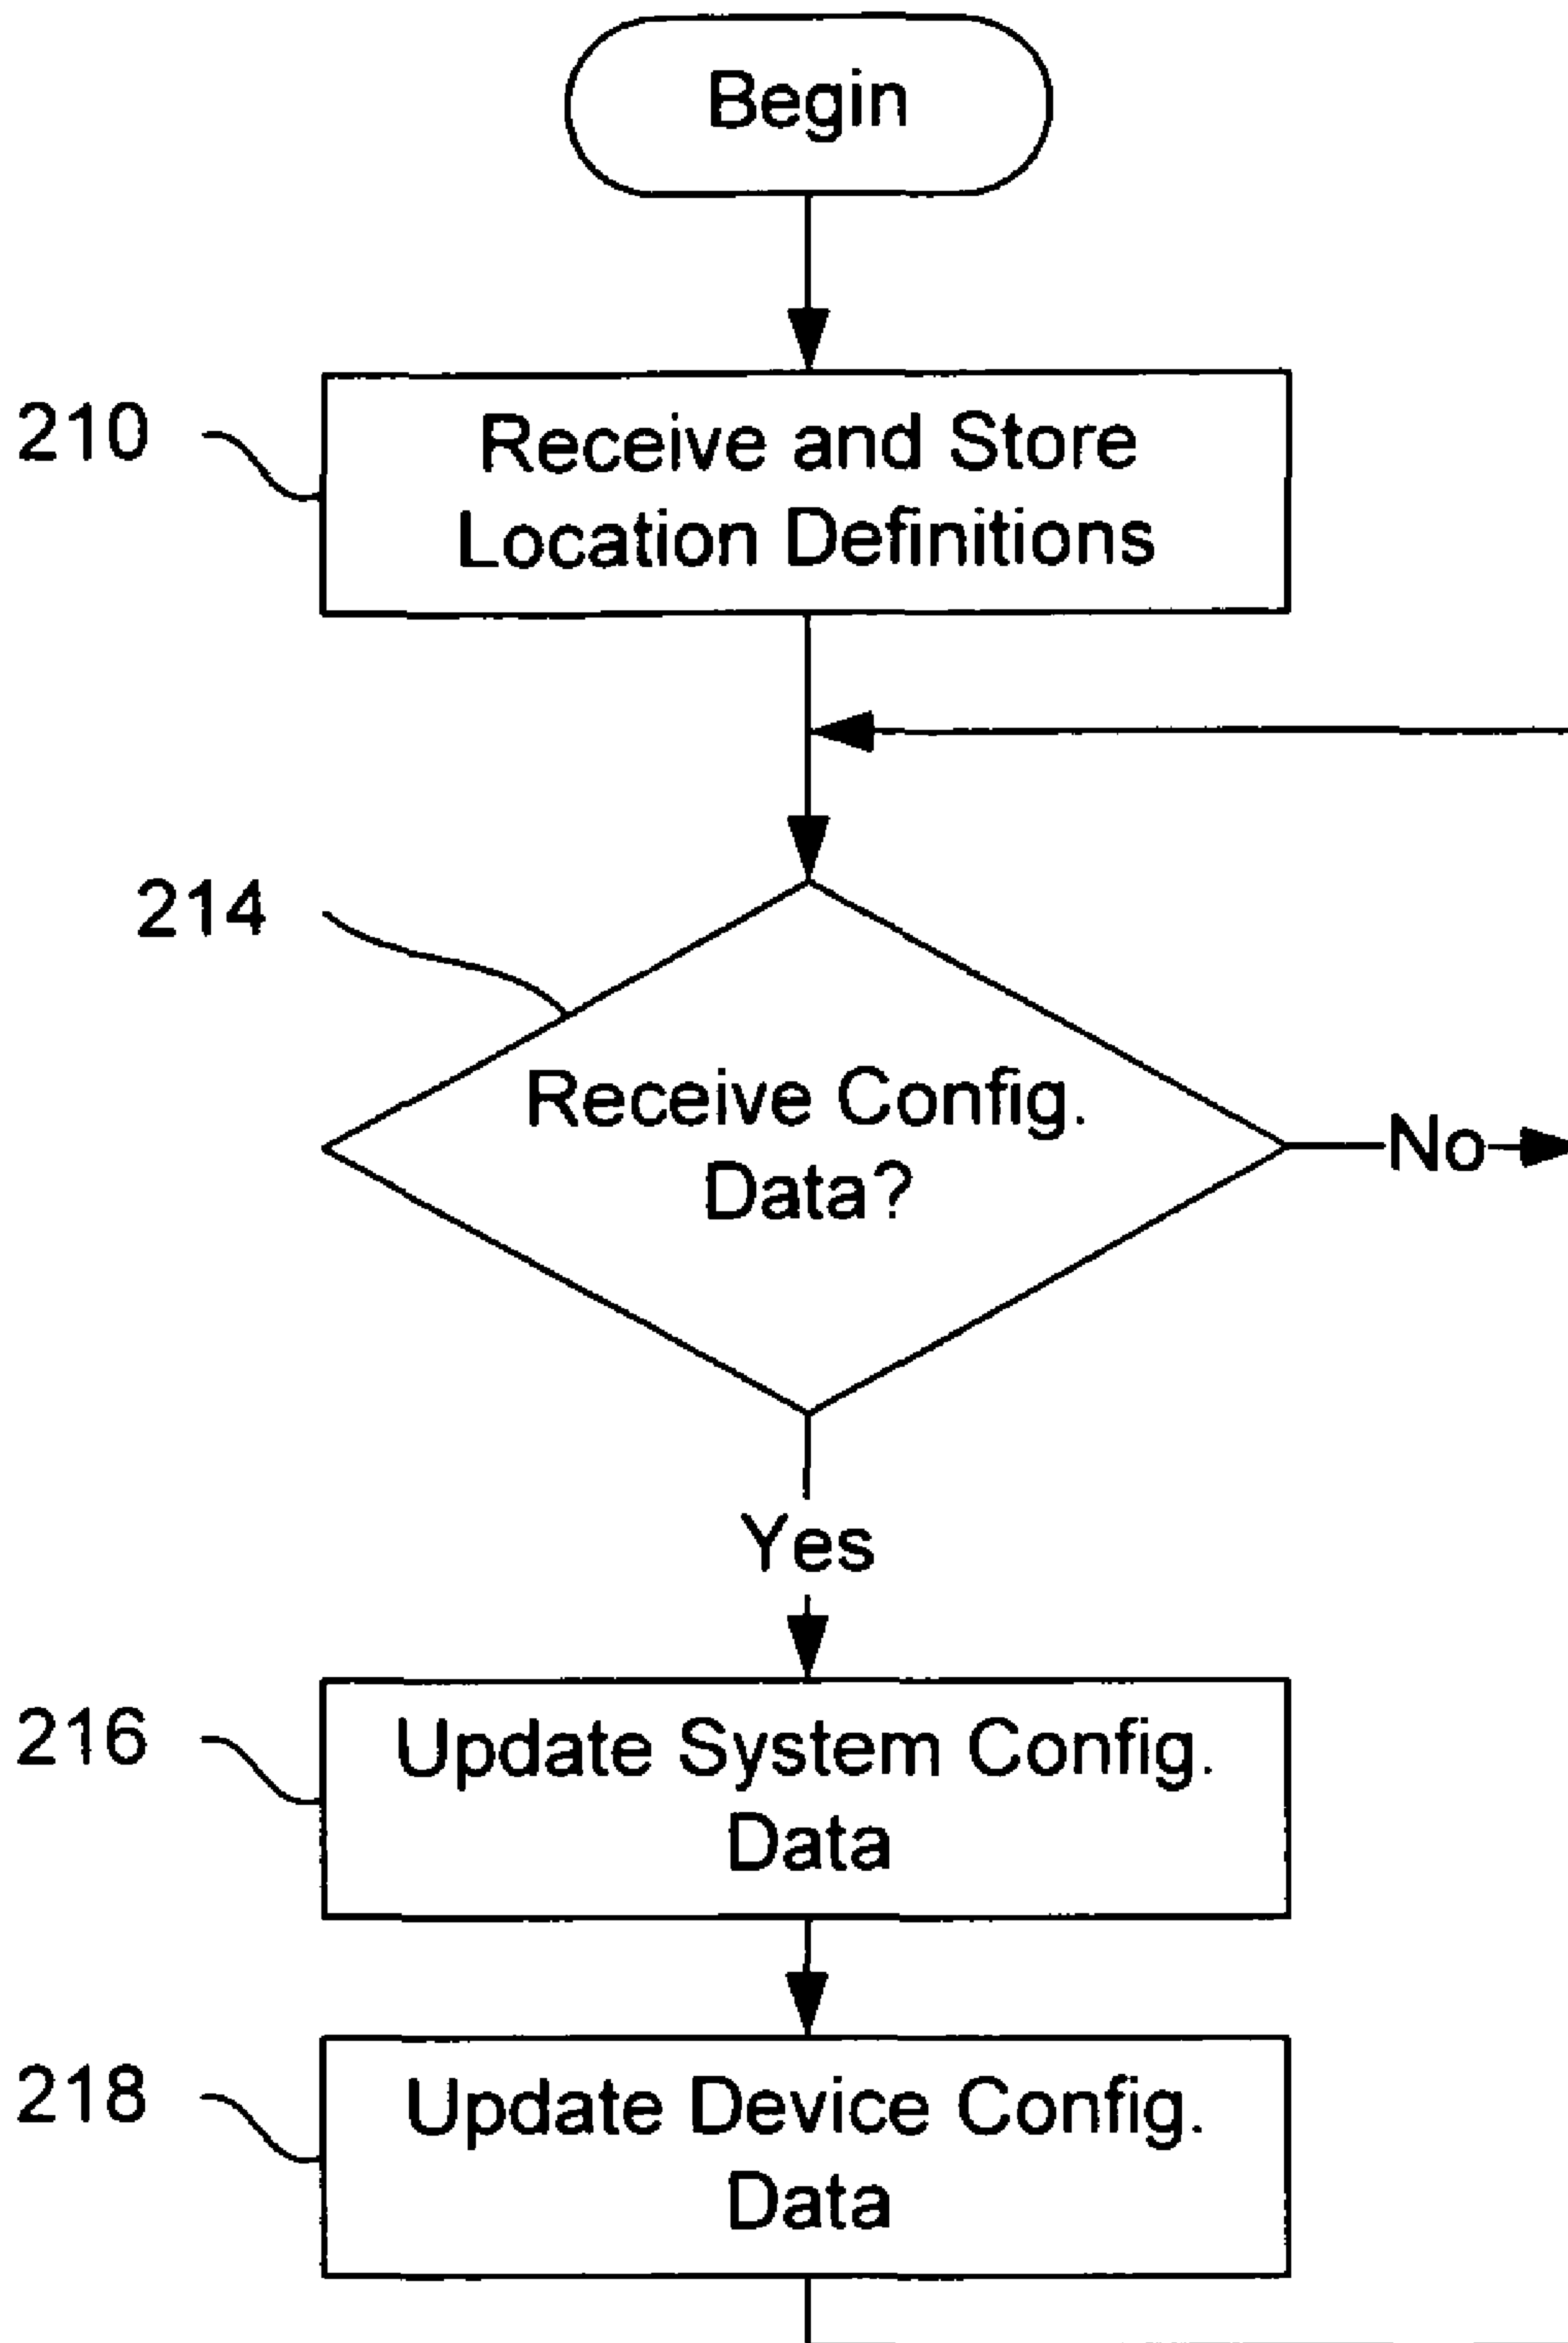 Begin
210
Receive and Store
Location Definitions
214
Receive Config.
Data?
No
Yes
216
Update System Config.
Data
218
Update Device Config.
Data